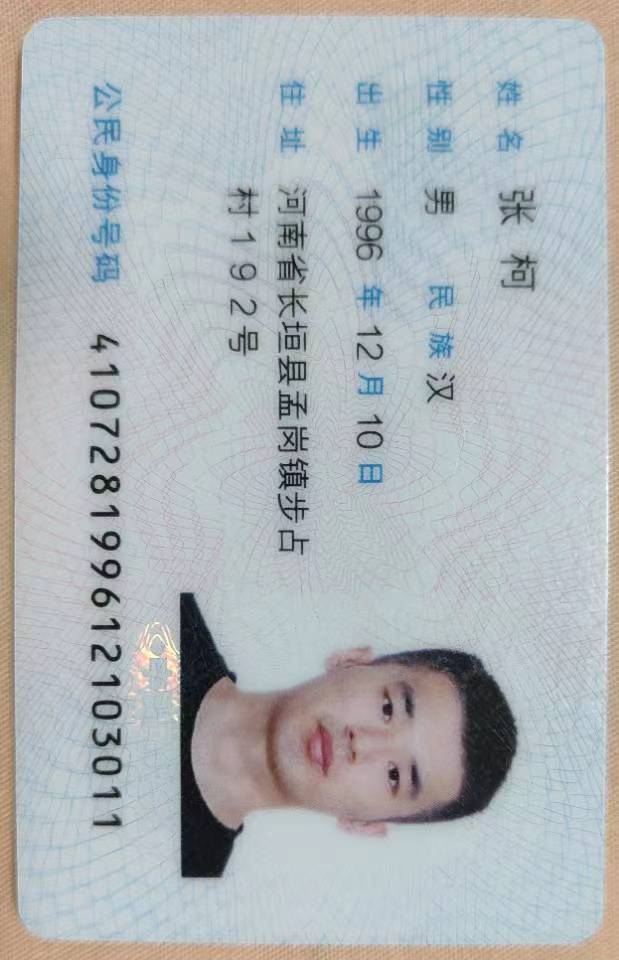 姓名 张柯
性别 男 民族 汉
出生 1996 年 12 月 10 日
住址 河南省长垣县孟岗镇步占
村192号
公民身份号码 410728199612103011